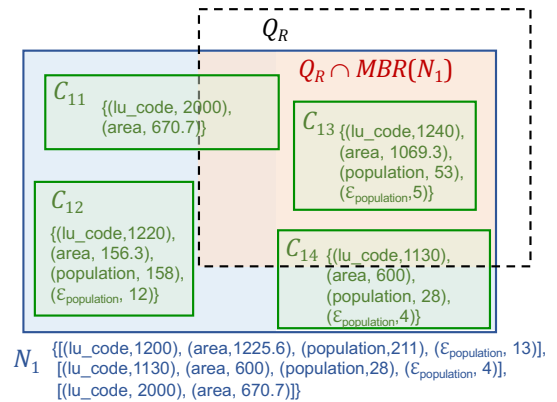 Q_R
Q_R ∩ MBR(N_1)
C_11
{(lu_code, 2000),
(area, 670.7)}
C_13 {(lu_code,1240),
(area, 1069.3),
(population, 53),
(ε_population,5)}
C_12
{(lu_code,1220),
(area, 156.3),
(population, 158),
(ε_population, 12)}
C_14 {(lu_code,1130),
(area, 600),
(population, 28),
(ε_population,4)}
N_1 {[(lu_code,1200), (area,1225.6), (population,211), (ε_population, 13)],
[(lu_code,1130), (area, 600), (population,28), (ε_population, 4)],
[(lu_code, 2000), (area, 670.7)]}